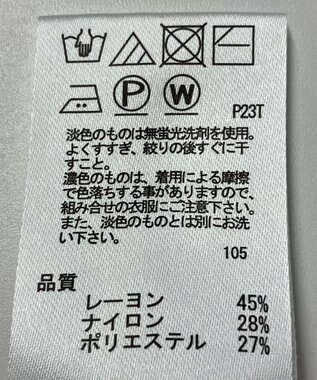 P W P23T
淡色のものは無蛍光洗剤を使用。
よくすすぎ、絞りの後すぐに干
すこと。
濃色のものは、着用による摩擦
で色落ちする事がありますので、
組み合せの衣服にご注意下さい。
また、淡色のものとは別にお洗
い下さい。
105
品質
レーヨン 45%
ナイロン 28%
ポリエステル 27%